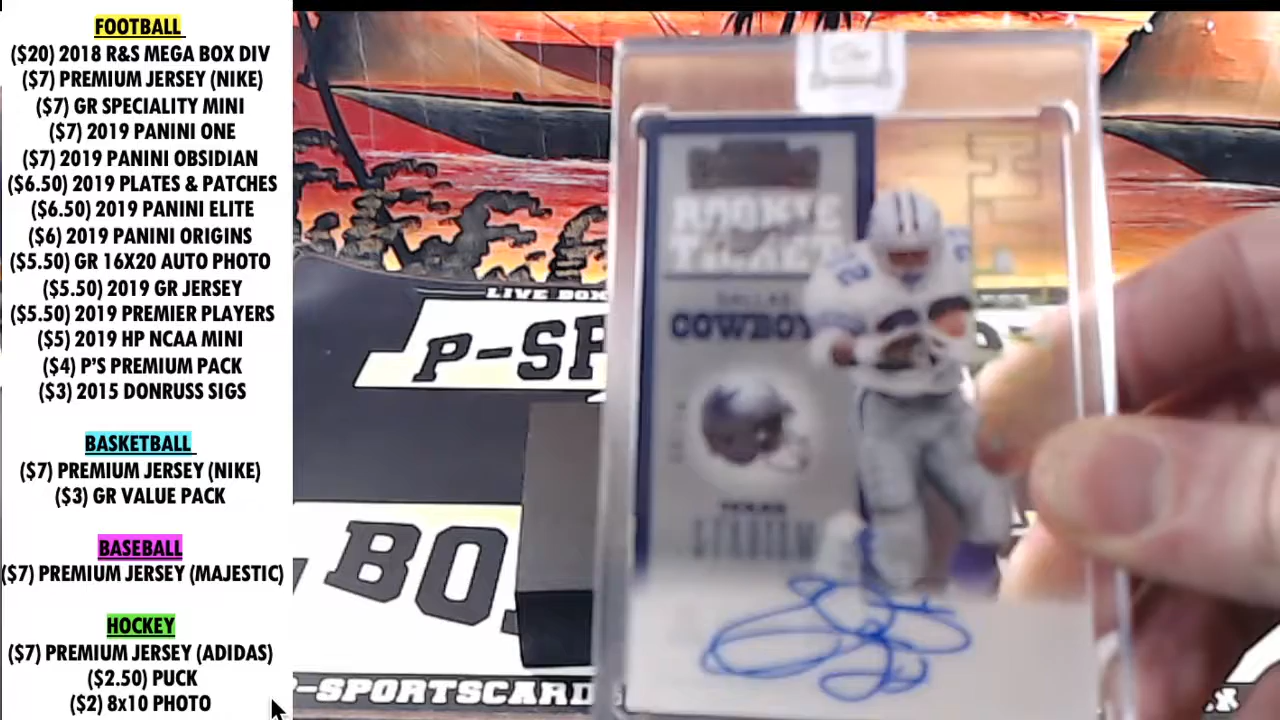 FOOTBALL
($20) 2018 R&S MEGA BOX DIV
($7) PREMIUM JERSEY (NIKE)
($7) GR SPECIALITY MINI
($7) 2019 PANINI ONE
($7) 2019 PANINI OBSIDIAN
($6.50) 2019 PLATES & PATCHES
($6.50) 2019 PANINI ELITE
($6) 2019 PANINI ORIGINS
($5.50) GR 16X20 AUTO PHOTO
($5.50) 2019 GR JERSEY
($5.50) 2019 PREMIER PLAYERS
($5) 2019 HP NCAA MINI
($4) P'S PREMIUM PACK
($3) 2015 DONRUSS SIGS
BASKETBALL
($7) PREMIUM JERSEY (NIKE)
($3) GR VALUE PACK
BASEBALL
($7) PREMIUM JERSEY (MAJESTIC)
HOCKEY
($7) PREMIUM JERSEY (ADIDAS)
($2.50) PUCK
($2) 8x10 PHOTO
ROOKIE
TICKET
DALLAS
COWBOY
TEXAS
STADIUM
LIVE BOX
P-SP
BO
P-SPORTSCARDS